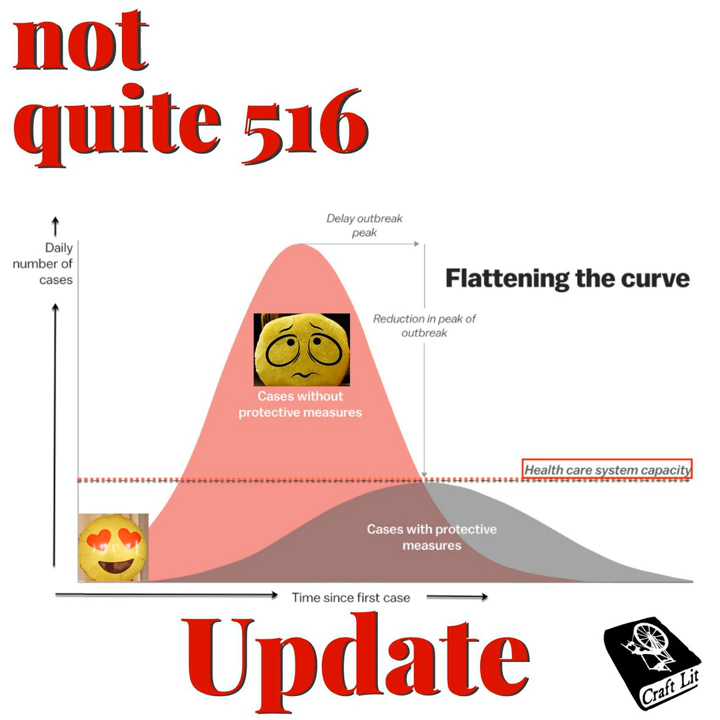 not
quite 516
Delay outbreak
peak
Daily
number of
cases
Flattening the curve
Reduction in peak of
outbreak
Cases without
protective measures
Health care system capacity
Cases with protective
measures
Time since first case
Update
Craft Lit